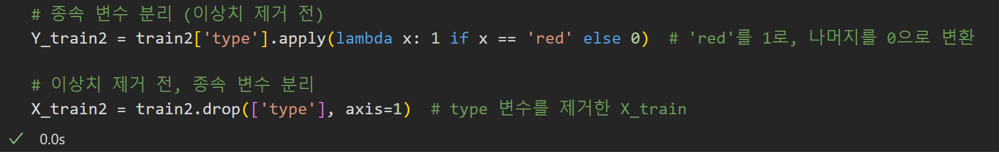 # 종속 변수 분리 (이상치 제거 전)
Y_train2 = train2['type'].apply(lambda x: 1 if x == 'red' else 0)  # 'red'를 1로, 나머지를 0으로 변환
# 이상치 제거 전, 종속 변수 분리
X_train2 = train2.drop(['type'], axis=1)  # type 변수를 제거한 X_train
0.0s